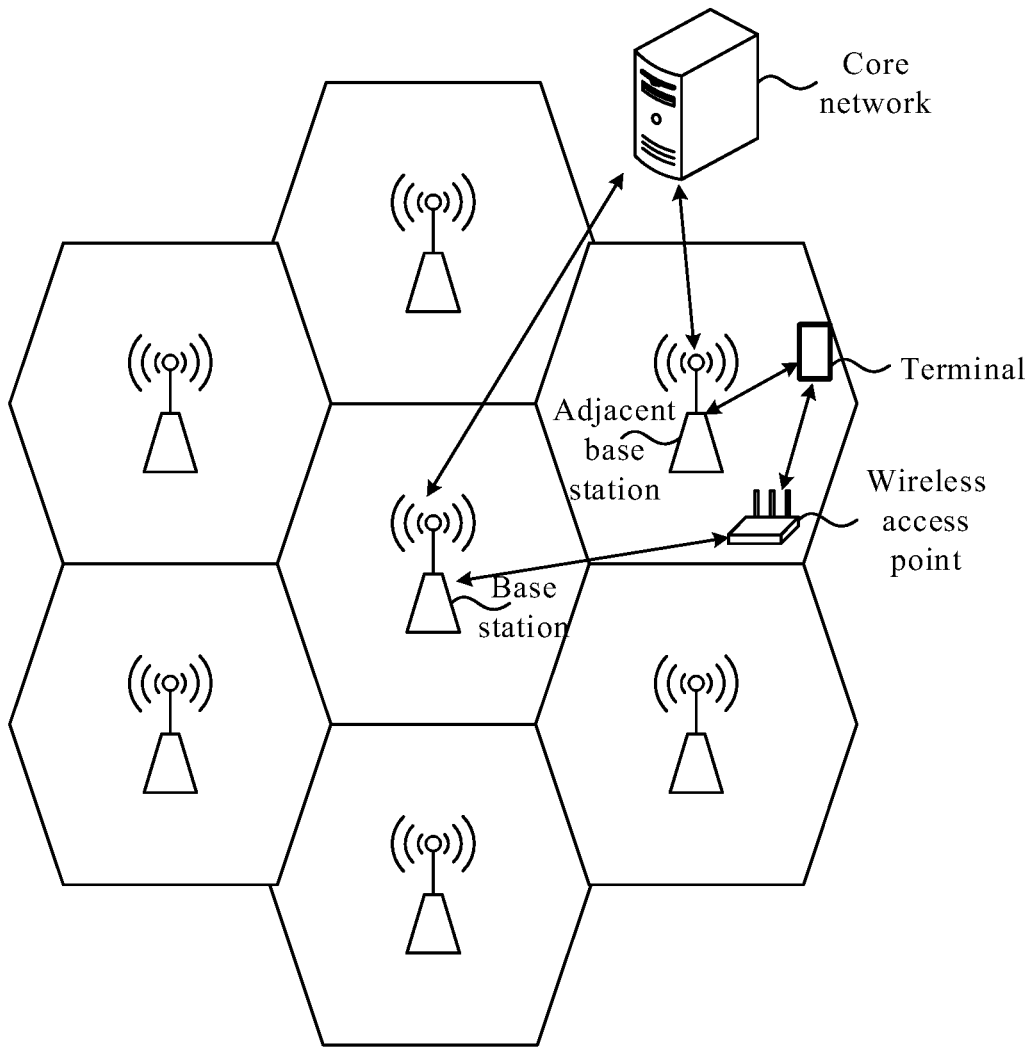 Core
network
Terminal
Adjacent
base
station
Wireless
access
point
Base
station